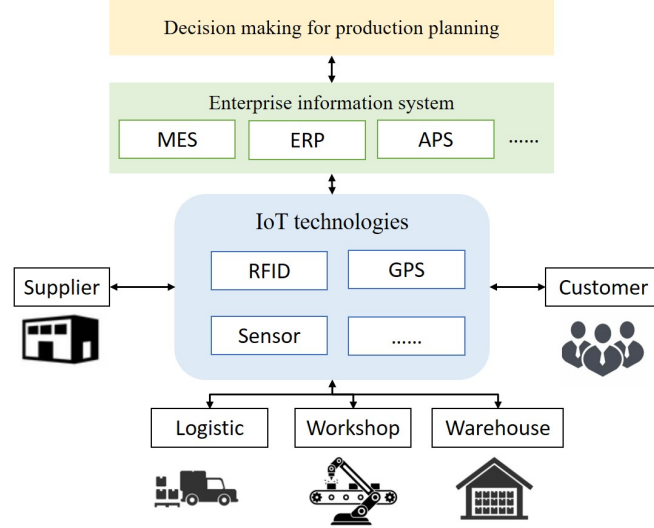 Decision making for production planning
Enterprise information system
MES ERP APS ......
IoT technologies
RFID GPS
Supplier Customer
Sensor ......
Logistic Workshop Warehouse